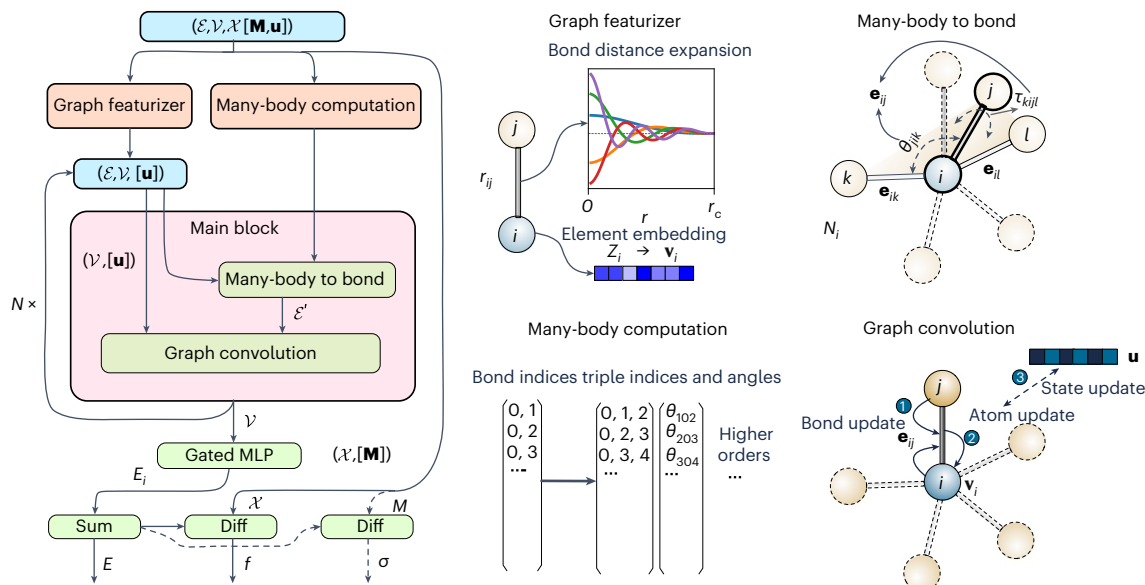 (ℰ,𝒱,𝒳 [M,u])
Graph featurizer
Many-body computation
(ℰ,𝒱, [u])
Main block
(𝒱,[u])
Many-body to bond
N ×
ℰ′
Graph convolution
𝒱
Gated MLP
(𝒳,[M])
E_i
𝒳
M
Sum
Diff
Diff
E
f
σ
Graph featurizer
Bond distance expansion
j
r_ij
i
0
r
r_c
Element embedding
Z_i → v_i
Many-body to bond
e_ij
j
τ_kijl
θ_jik
l
k
i
e_il
e_ik
N_i
Many-body computation
Bond indices triple indices and angles
0, 1
0, 2
0, 3
...
0, 1, 2
0, 2, 3
0, 3, 4
...
θ_102
θ_203
θ_304
...
Higher
orders
...
Graph convolution
u
3
State update
j
1
Atom update
Bond update
e_ij
2
i
v_i